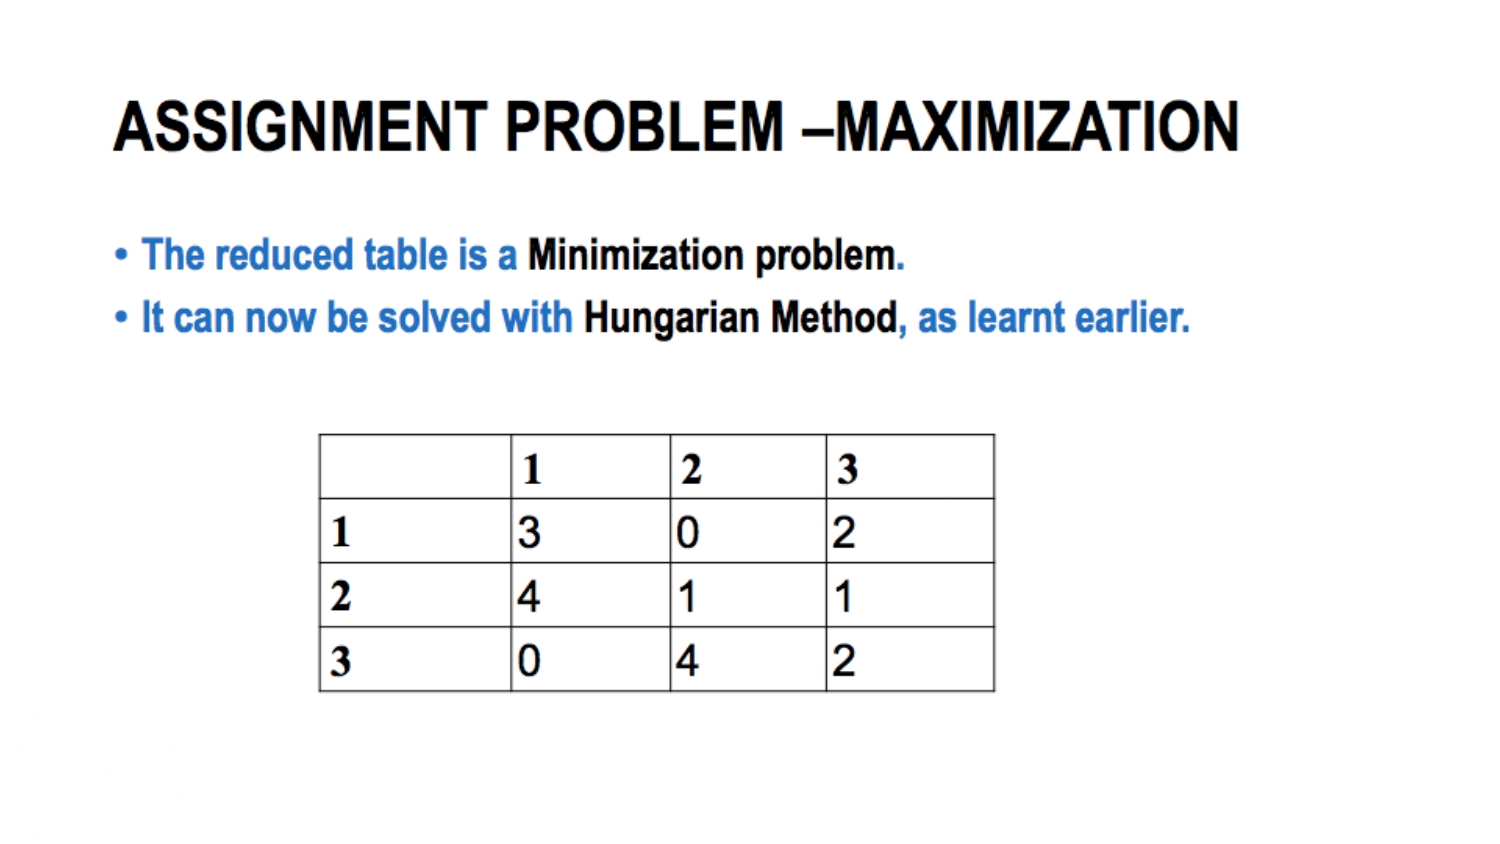 ASSIGNMENT PROBLEM –MAXIMIZATION
• The reduced table is a Minimization problem.
• It can now be solved with Hungarian Method, as learnt earlier.
1 2 3
1 3 0 2
2 4 1 1
3 0 4 2